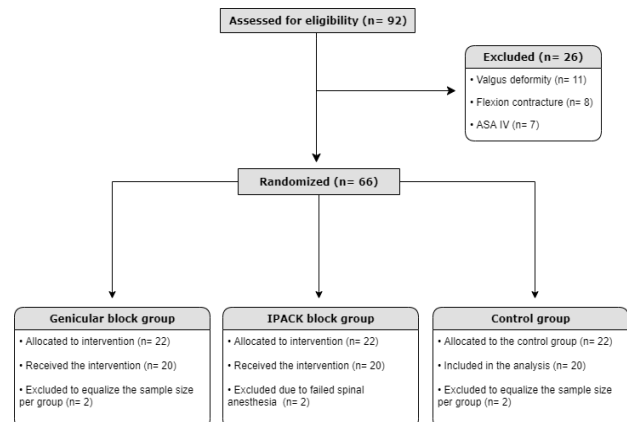 Assessed for eligibility (n= 92)
Excluded (n= 26)
• Valgus deformity (n= 11)
• Flexion contracture (n= 8)
• ASA IV (n= 7)
Randomized (n= 66)
Genicular block group
• Allocated to intervention (n= 22)
• Received the intervention (n= 20)
• Excluded to equalize the sample size
per group (n= 2)
IPACK block group
• Allocated to intervention (n= 22)
• Received the intervention (n= 20)
• Excluded due to failed spinal
anesthesia (n= 2)
Control group
• Allocated to the control group (n= 22)
• Included in the analysis (n= 20)
• Excluded to equalize the sample size
per group (n= 2)